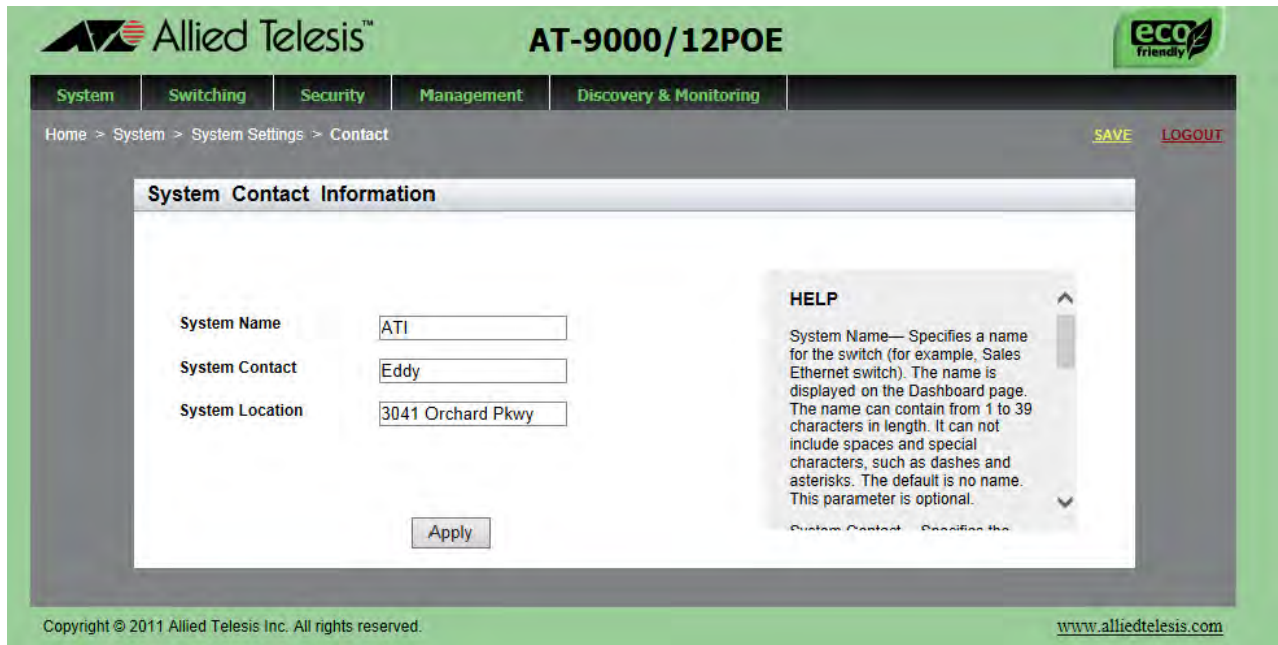 Allied Telesis™
AT-9000/12POE
eco
friendly
System
Switching
Security
Management
Discovery & Monitoring
Home > System > System Settings > Contact
SAVE
LOGOUT
System Contact Information
System Name
ATI
System Contact
Eddy
System Location
3041 Orchard Pkwy
Apply
HELP
System Name— Specifies a name
for the switch (for example, Sales
Ethernet switch). The name is
displayed on the Dashboard page.
The name can contain from 1 to 39
characters in length. It can not
include spaces and special
characters, such as dashes and
asterisks. The default is no name.
This parameter is optional.
System Contact— Specifies the
Copyright © 2011 Allied Telesis Inc. All rights reserved.
www.alliedtelesis.com